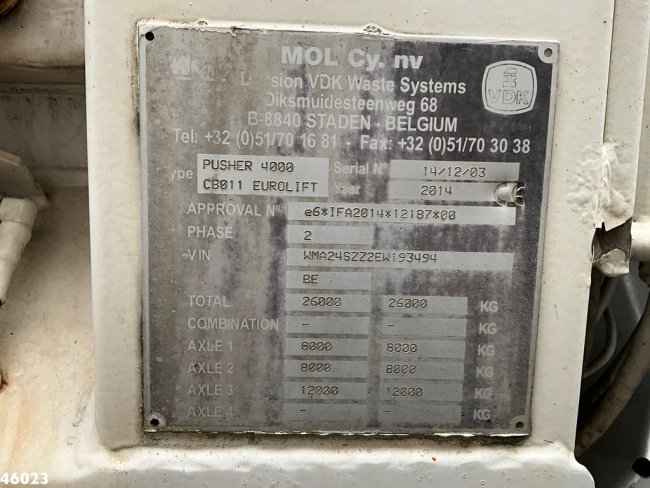 MOL Cy. nv
VDK Waste Systems
Diksmuidesteenweg 68
B-8840 STADEN - BELGIUM
Tel: +32 (0)51/70 16 81 - Fax: +32 (0)51/70 30 38
VDK
Type PUSHER 4000 Serial N° 14/12/03
CB011 EUROLIFT Yaar 2014
APPROVAL N° e6*IFA2014*12187*00
PHASE 2
VIN WMA24SZZ2EW193494
BE
TOTAL 26000 26000 KG
COMBINATION - - KG
AXLE 1 8000 8000 KG
AXLE 2 8000 8000 KG
AXLE 3 12000 12000 KG
AXLE 4 - - KG
46023